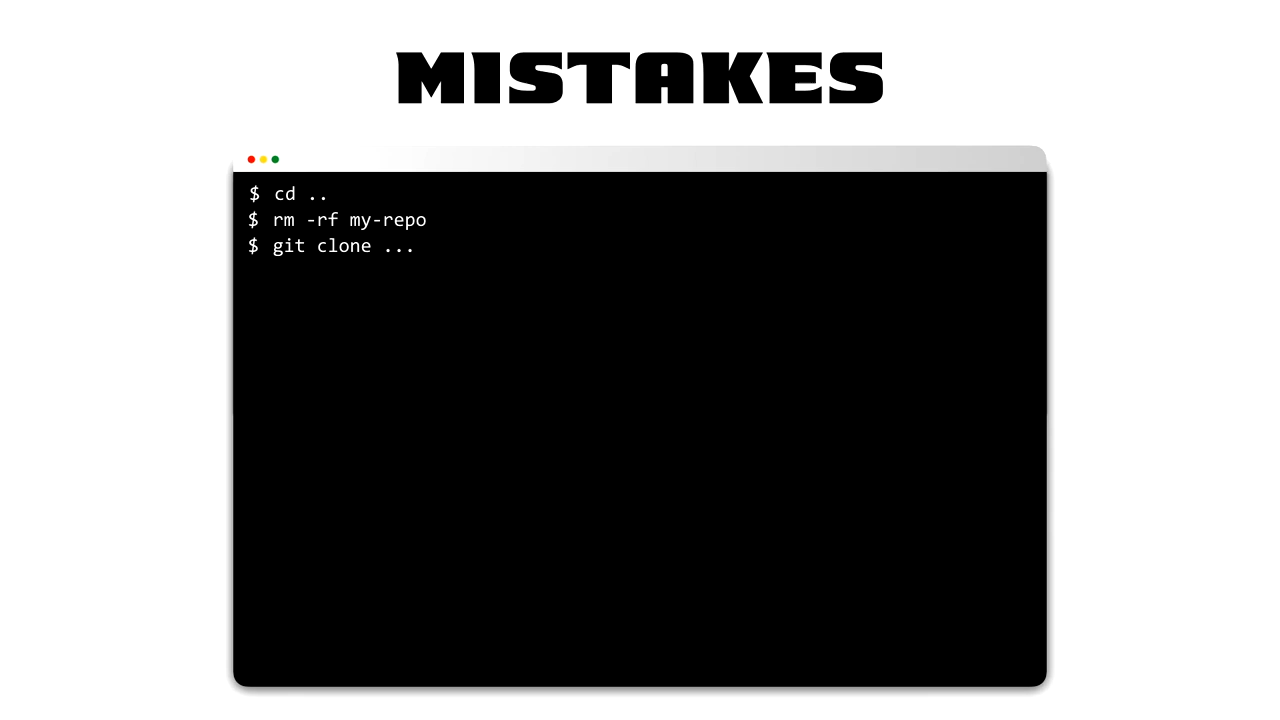 MISTAKES
$ cd ..
$ rm -rf my-repo
$ git clone ...